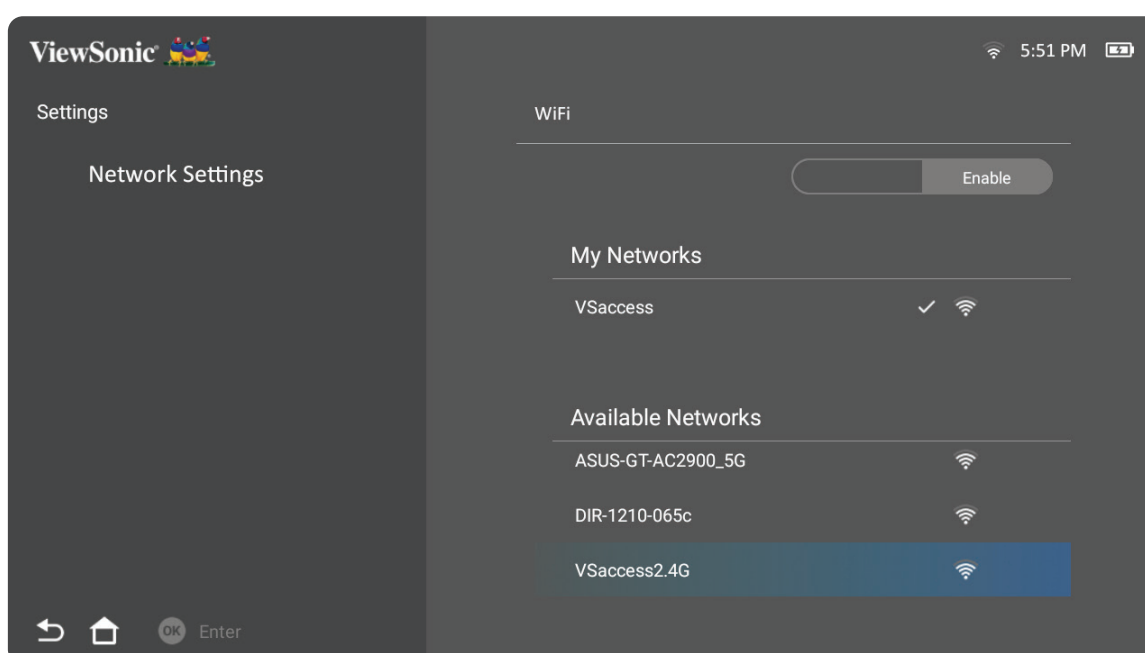 ViewSonic®
5:51 PM
Settings
WiFi
Network Settings
Enable
My Networks
VSaccess
Available Networks
ASUS-GT-AC2900_5G
DIR-1210-065c
VSaccess2.4G
OK Enter